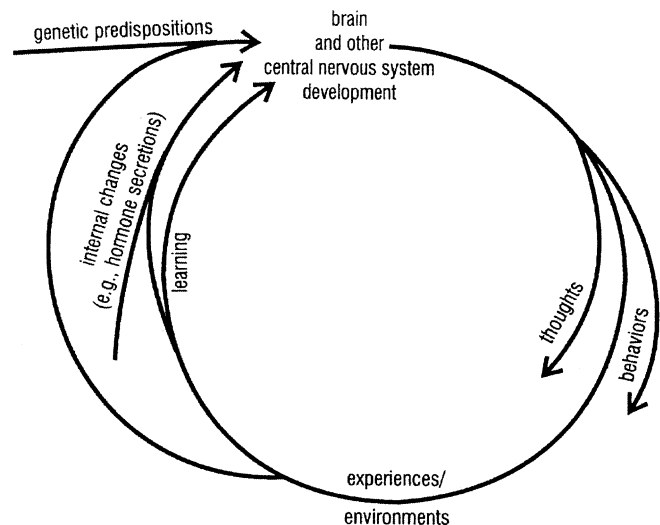 genetic predispositions
brain
and other
central nervous system
development
internal changes
(e.g., hormone secretions)
learning
thoughts
behaviors
experiences/
environments